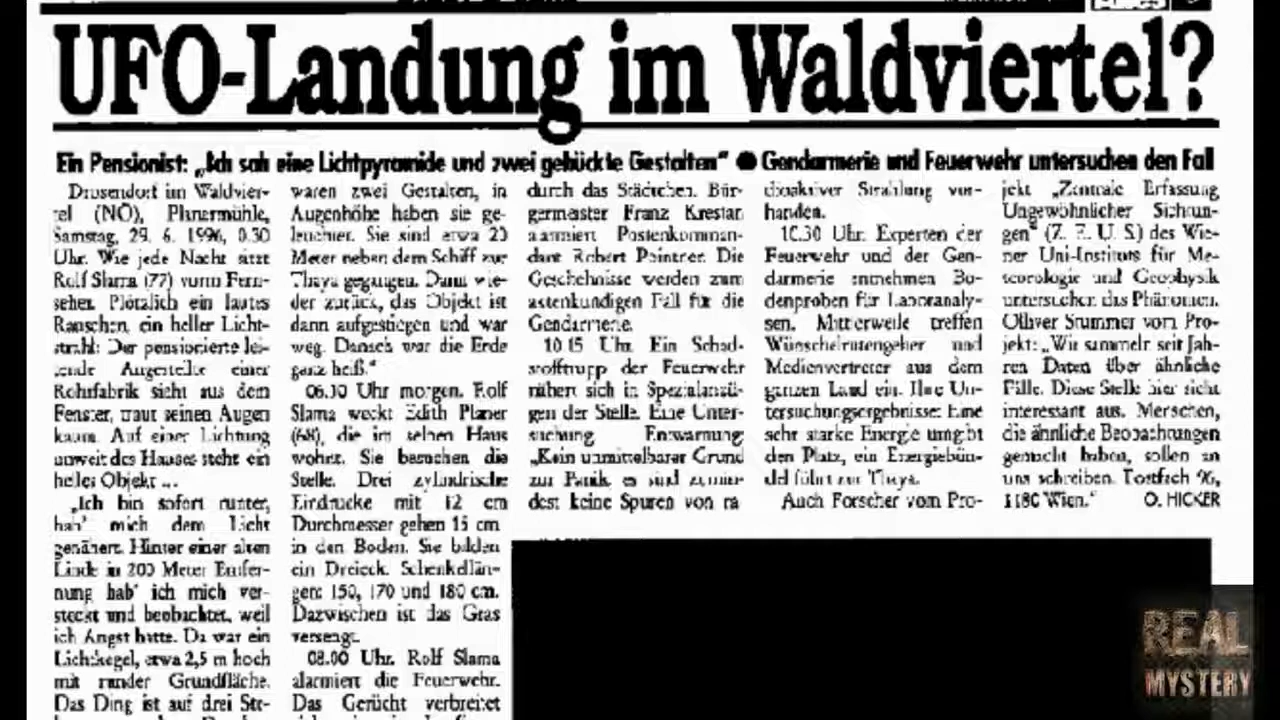 UFO-Landung im Waldviertel?
Ein Pensionist: „Ich sah eine Lichtpyramide und zwei gebückte Gestalten" ● Gendarmerie und Feuerwehr untersuchen den Fall
Drosendorf im Waldvier-
tel (NÖ), Planermühle,
Samstag, 29. 6. 1996, 0.30
Uhr. Wie jede Nacht sitzt
Rolf Slama (77) vorm Fern-
sehen. Plötzlich ein lautes
Rauschen, ein heller Licht-
strahl: Der pensionierte lei-
tende Angestellte einer
Rohrfabrik sieht aus dem
Fenster, traut seinen Augen
kaum. Auf einer Lichtung
unweit des Hauses steht ein
helles Objekt ...
„Ich bin sofort runter,
hab' mich dem Licht
genähert. Hinter einer alten
Linde in 200 Meter Entfer-
nung hab' ich mich ver-
steckt und beobachtet, weil
ich Angst hatte. Da war ein
Lichtkegel, etwa 2,5 m hoch
mit runder Grundfläche.
Das Ding ist auf drei Ste-
waren zwei Gestalten, in
Augenhöhe haben sie ge-
leuchtet. Sie sind etwa 20
Meter neben dem Schiff zur
Thaya gegangen. Dann wie-
der zurück, das Objekt ist
dann aufgestiegen und war
weg. Danach war die Erde
ganz heiß."
06.30 Uhr morgen. Rolf
Slama weckt Edith Planer
(68), die im selben Haus
wohnt. Sie besuchen die
Stelle. Drei zylindrische
Eindrücke mit 12 cm
Durchmesser gehen 15 cm
in den Boden. Sie bilden
ein Dreieck. Schenkellän-
gen: 150, 170 und 180 cm.
Dazwischen ist das Gras
versengt.
08.00 Uhr. Rolf Slama
alarmiert die Feuerwehr.
Das Gerücht verbreitet
durch das Städtchen. Bür-
germeister Franz Krestan
alarmiert Postenkomman-
dant Robert Pointner. Die
Geschehnisse werden zum
aktenkundigen Fall für die
Gendarmerie.
10.15 Uhr. Ein Schad-
stofftrupp der Feuerwehr
nähert sich in Spezialanzü-
gen der Stelle. Eine Unter-
suchung. Entwarnung:
„Kein unmittelbarer Grund
zur Panik, es sind zumin-
dest keine Spuren von ra-
dioaktiver Strahlung vor-
handen.
10.30 Uhr. Experten der
Feuerwehr und der Gen-
darmerie entnehmen Bo-
denproben für Laboranaly-
sen. Mittlerweile treffen
Wünschelrutengeher und
Medienvertreter aus dem
ganzen Land ein. Ihre Un-
tersuchungsergebnisse: Eine
sehr starke Energie umgibt
den Platz, ein Energiebün-
del führt zur Thaya.
Auch Forscher vom Pro-
jekt „Zentrale Erfassung
Ungewöhnlicher Sichtun-
gen" (Z. E. U. S.) des Wie-
ner Uni-Instituts für Me-
teorologie und Geophysik
untersuchen das Phänomen.
Oliver Stummer vom Pro-
jekt: „Wir sammeln seit Jah-
ren Daten über ähnliche
Fälle. Diese Stelle hier sieht
interessant aus. Menschen,
die ähnliche Beobachtungen
gemacht haben, sollen an
uns schreiben. Postfach 96,
1180 Wien." O. HICKER
REAL
MYSTERY